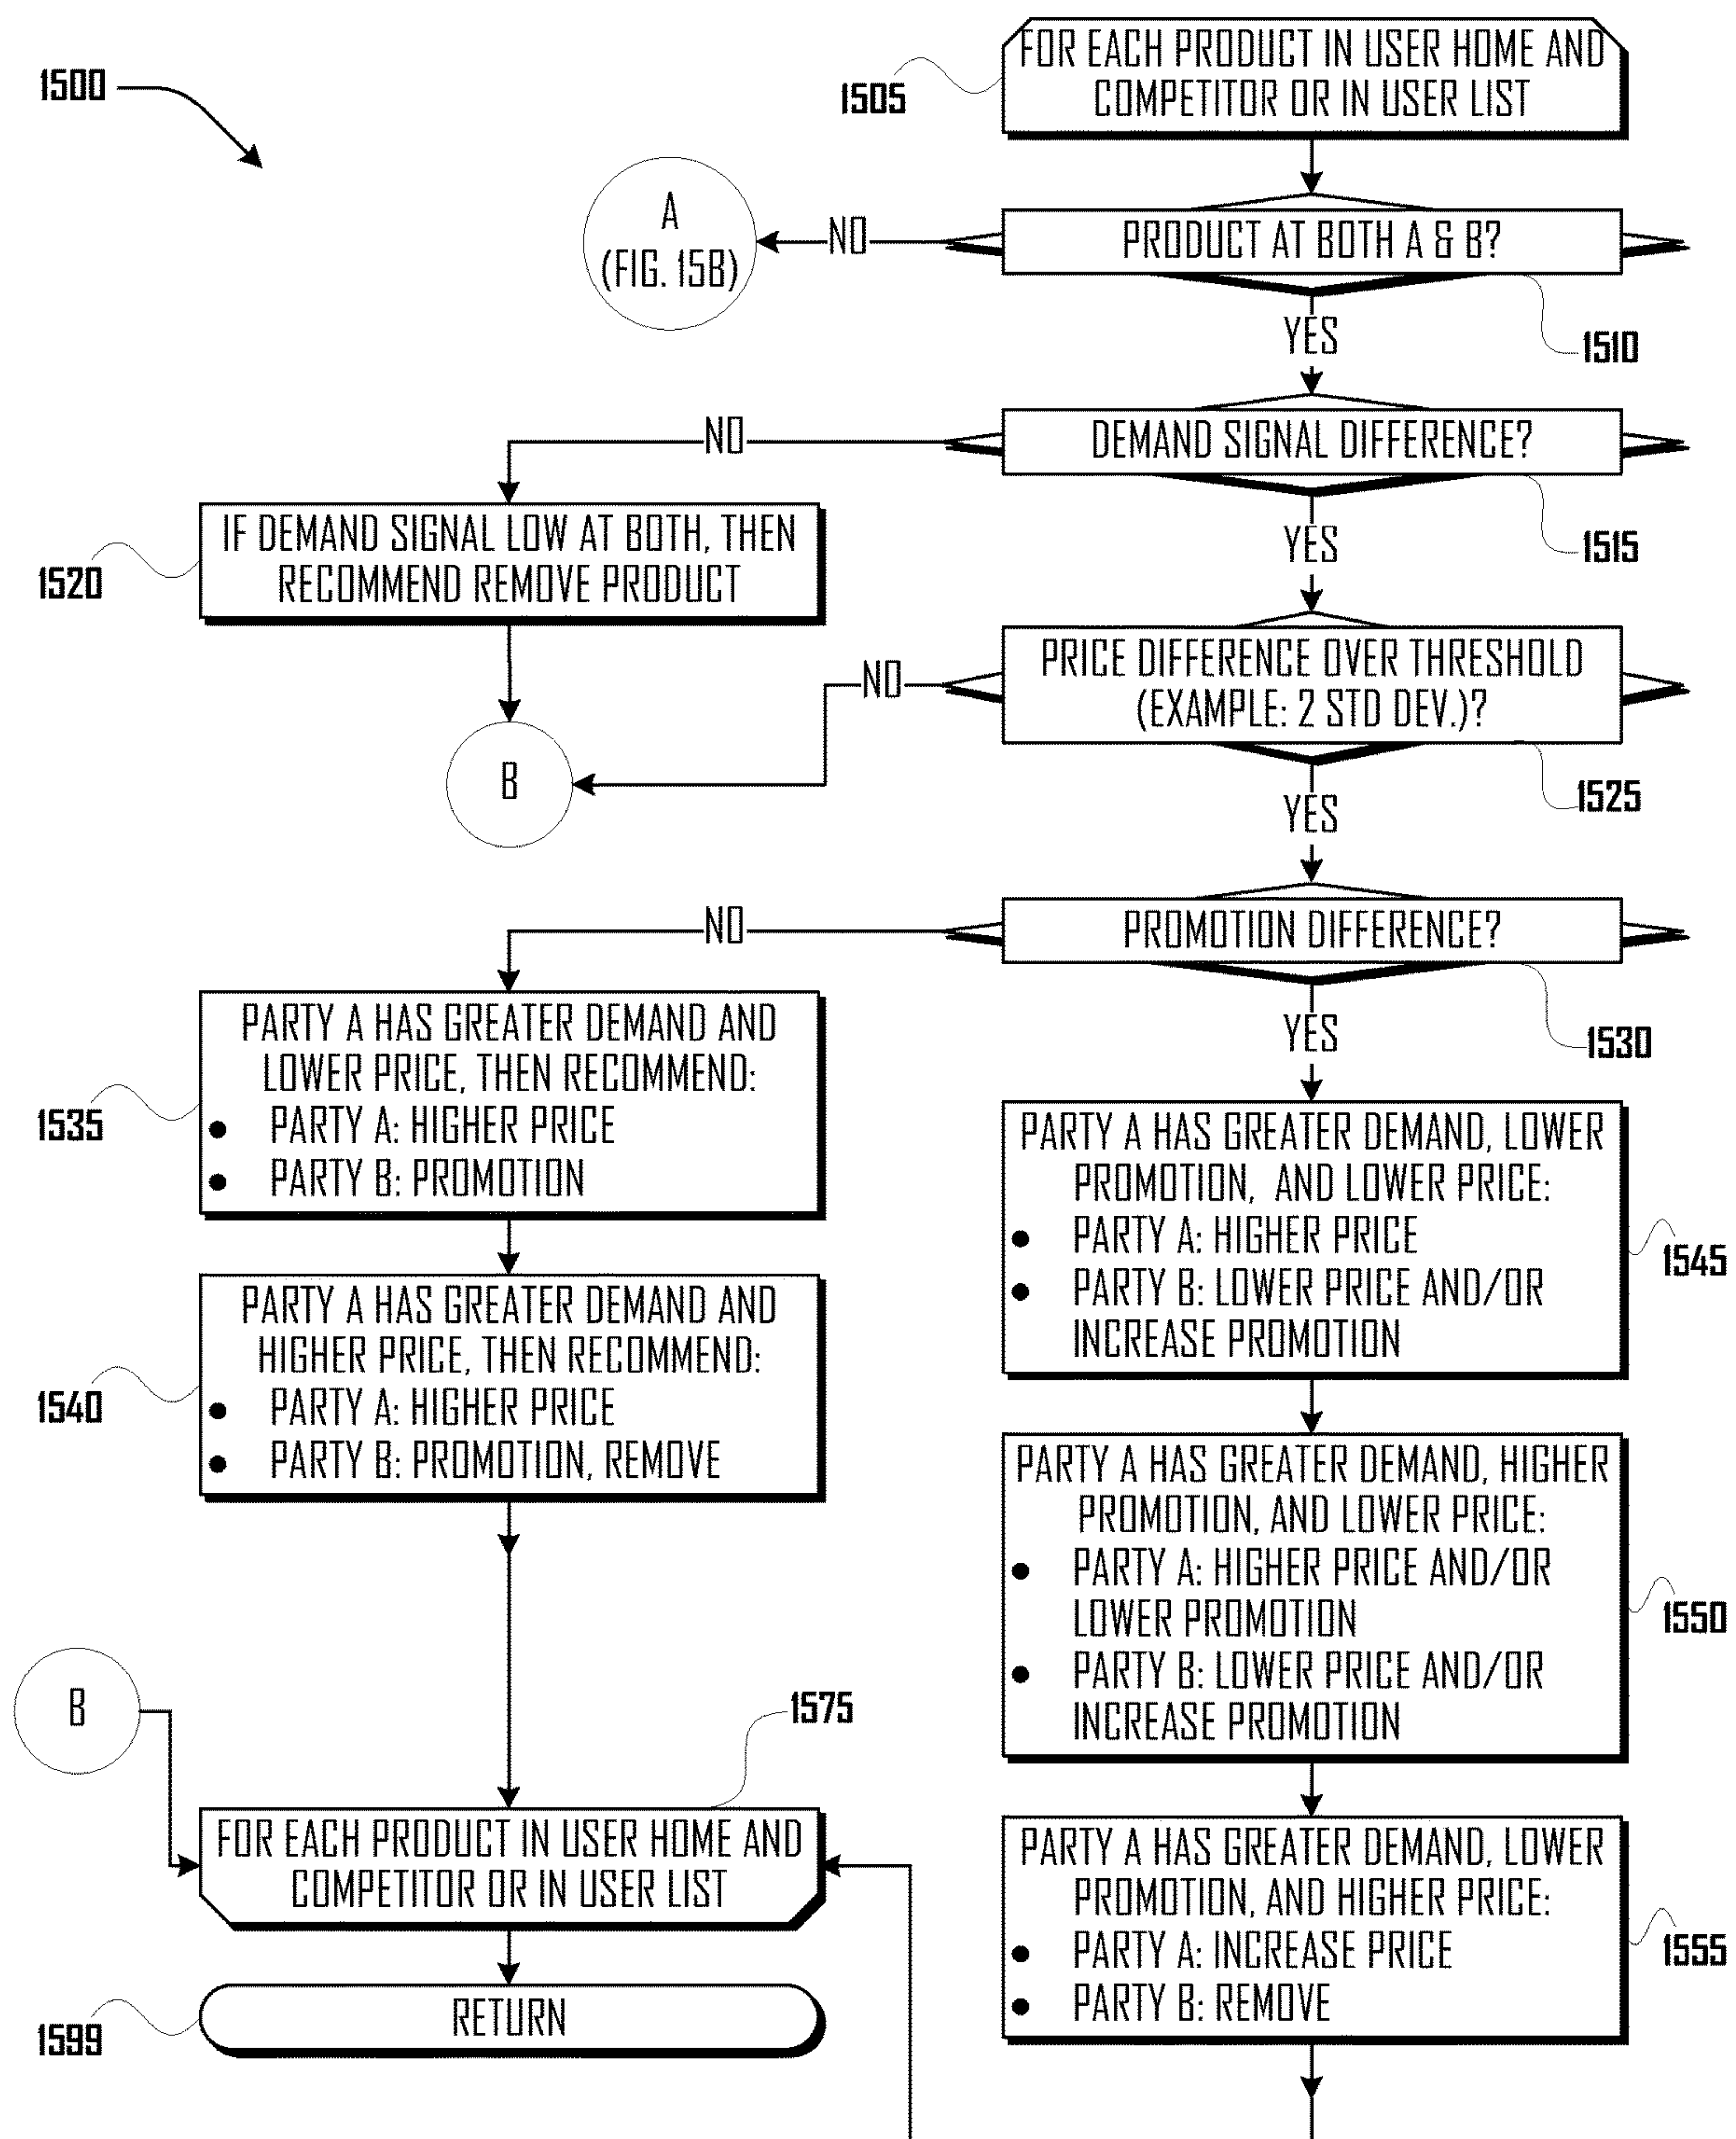 1500
1505
FOR EACH PRODUCT IN USER HOME AND
COMPETITOR OR IN USER LIST
A
(FIG. 15B)
NO
PRODUCT AT BOTH A & B?
1510
YES
NO
DEMAND SIGNAL DIFFERENCE?
1515
YES
1520
IF DEMAND SIGNAL LOW AT BOTH, THEN
RECOMMEND REMOVE PRODUCT
B
NO
PRICE DIFFERENCE OVER THRESHOLD
(EXAMPLE: 2 STD DEV.)?
1525
YES
NO
PROMOTION DIFFERENCE?
1530
YES
1535
PARTY A HAS GREATER DEMAND AND
LOWER PRICE, THEN RECOMMEND:
• PARTY A: HIGHER PRICE
• PARTY B: PROMOTION
1540
PARTY A HAS GREATER DEMAND AND
HIGHER PRICE, THEN RECOMMEND:
• PARTY A: HIGHER PRICE
• PARTY B: PROMOTION, REMOVE
PARTY A HAS GREATER DEMAND, LOWER
PROMOTION, AND LOWER PRICE:
• PARTY A: HIGHER PRICE
• PARTY B: LOWER PRICE AND/OR
INCREASE PROMOTION
1545
PARTY A HAS GREATER DEMAND, HIGHER
PROMOTION, AND LOWER PRICE:
• PARTY A: HIGHER PRICE AND/OR
LOWER PROMOTION
• PARTY B: LOWER PRICE AND/OR
INCREASE PROMOTION
1550
PARTY A HAS GREATER DEMAND, LOWER
PROMOTION, AND HIGHER PRICE:
• PARTY A: INCREASE PRICE
• PARTY B: REMOVE
1555
B
1575
FOR EACH PRODUCT IN USER HOME AND
COMPETITOR OR IN USER LIST
1599
RETURN